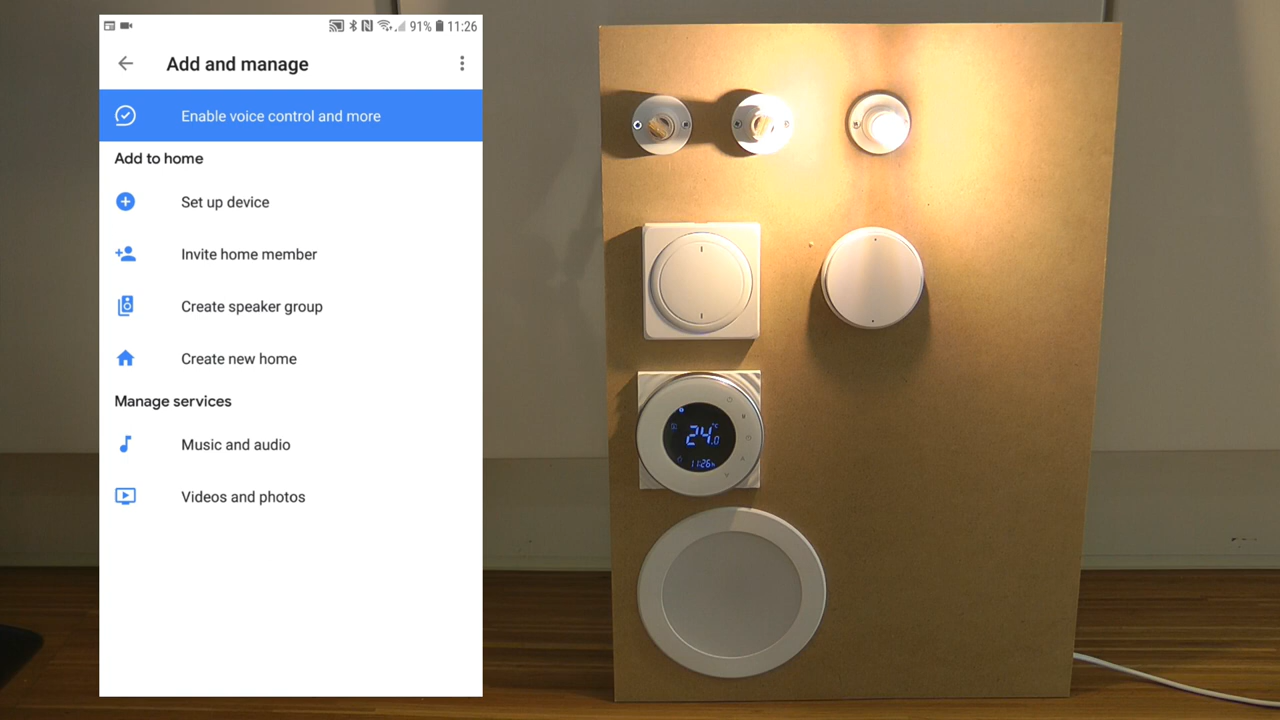 91% 11:26
Add and manage
Enable voice control and more
Add to home
Set up device
Invite home member
Create speaker group
Create new home
Manage services
Music and audio
Videos and photos
24.0
°C
11:26